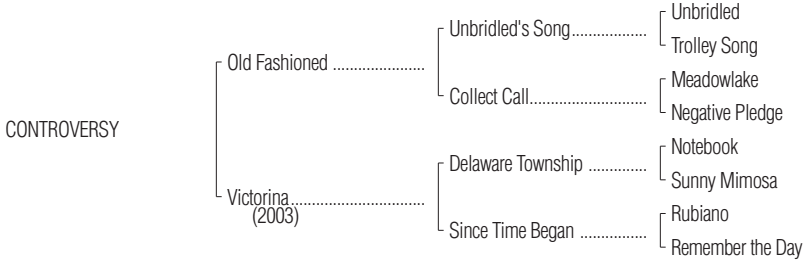 Unbridled
Unbridled's Song..................
Trolley Song
Old Fashioned ......................
Meadowlake
Collect Call............................
Negative Pledge
CONTROVERSY
Notebook
Delaware Township ..............
Sunny Mimosa
Victorina................................
(2003)
Rubiano
Since Time Began ................
Remember the Day